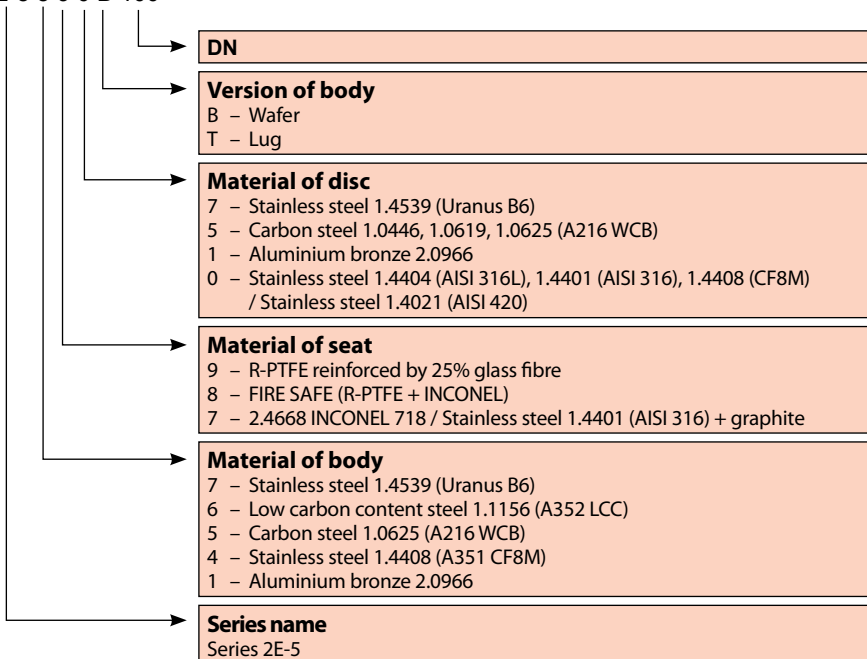 DN
Version of body
B – Wafer
T – Lug
Material of disc
7 – Stainless steel 1.4539 (Uranus B6)
5 – Carbon steel 1.0446, 1.0619, 1.0625 (A216 WCB)
1 – Aluminium bronze 2.0966
0 – Stainless steel 1.4404 (AISI 316L), 1.4401 (AISI 316), 1.4408 (CF8M)
/ Stainless steel 1.4021 (AISI 420)
Material of seat
9 – R-PTFE reinforced by 25% glass fibre
8 – FIRE SAFE (R-PTFE + INCONEL)
7 – 2.4668 INCONEL 718 / Stainless steel 1.4401 (AISI 316) + graphite
Material of body
7 – Stainless steel 1.4539 (Uranus B6)
6 – Low carbon content steel 1.1156 (A352 LCC)
5 – Carbon steel 1.0625 (A216 WCB)
4 – Stainless steel 1.4408 (A351 CF8M)
1 – Aluminium bronze 2.0966
Series name
Series 2E-5